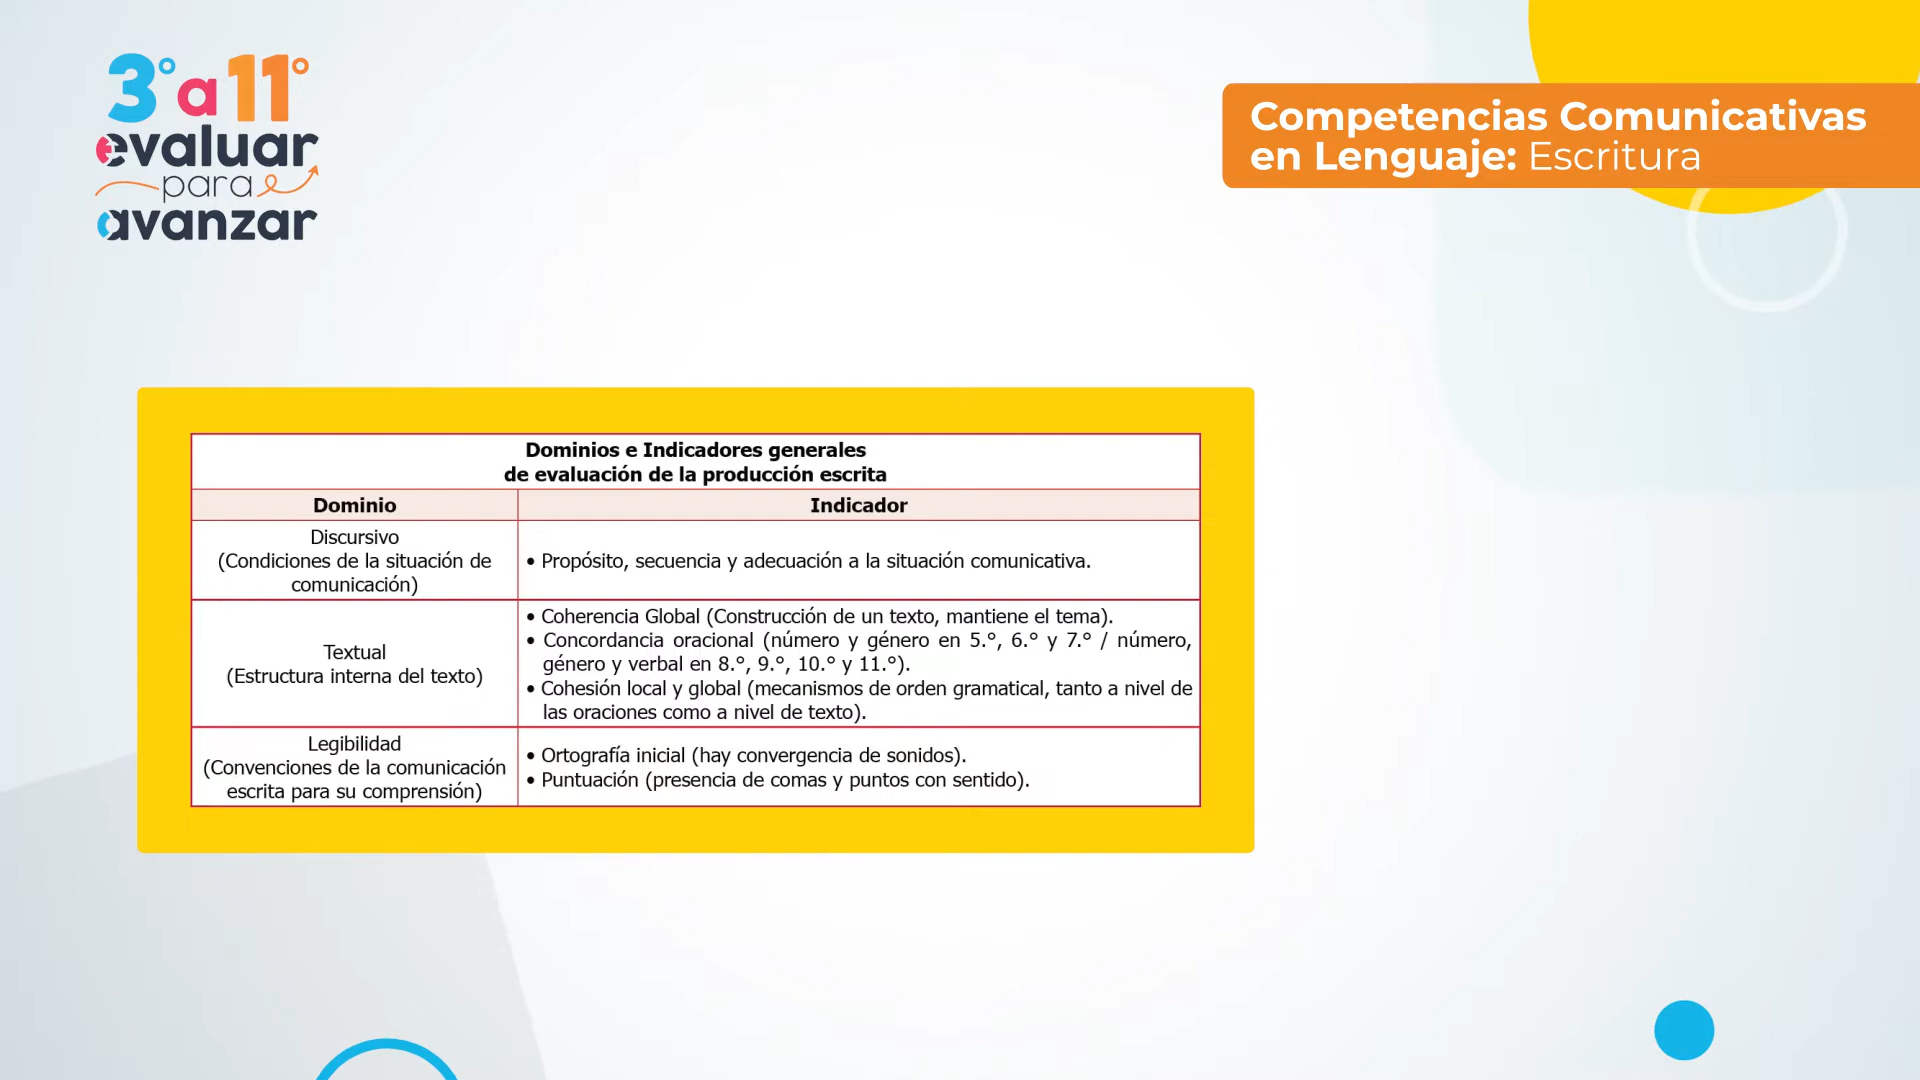 3° a 11°
evaluar
para
avanzar
Competencias Comunicativas
en Lenguaje: Escritura
Dominios e Indicadores generales
de evaluación de la producción escrita
Dominio
Indicador
Discursivo
(Condiciones de la situación de
comunicación)
• Propósito, secuencia y adecuación a la situación comunicativa.
Textual
(Estructura interna del texto)
• Coherencia Global (Construcción de un texto, mantiene el tema).
• Concordancia oracional (número y género en 5.°, 6.° y 7.° / número,
género y verbal en 8.°, 9.°, 10.° y 11.°).
• Cohesión local y global (mecanismos de orden gramatical, tanto a nivel de
las oraciones como a nivel de texto).
Legibilidad
(Convenciones de la comunicación
escrita para su comprensión)
• Ortografía inicial (hay convergencia de sonidos).
• Puntuación (presencia de comas y puntos con sentido).